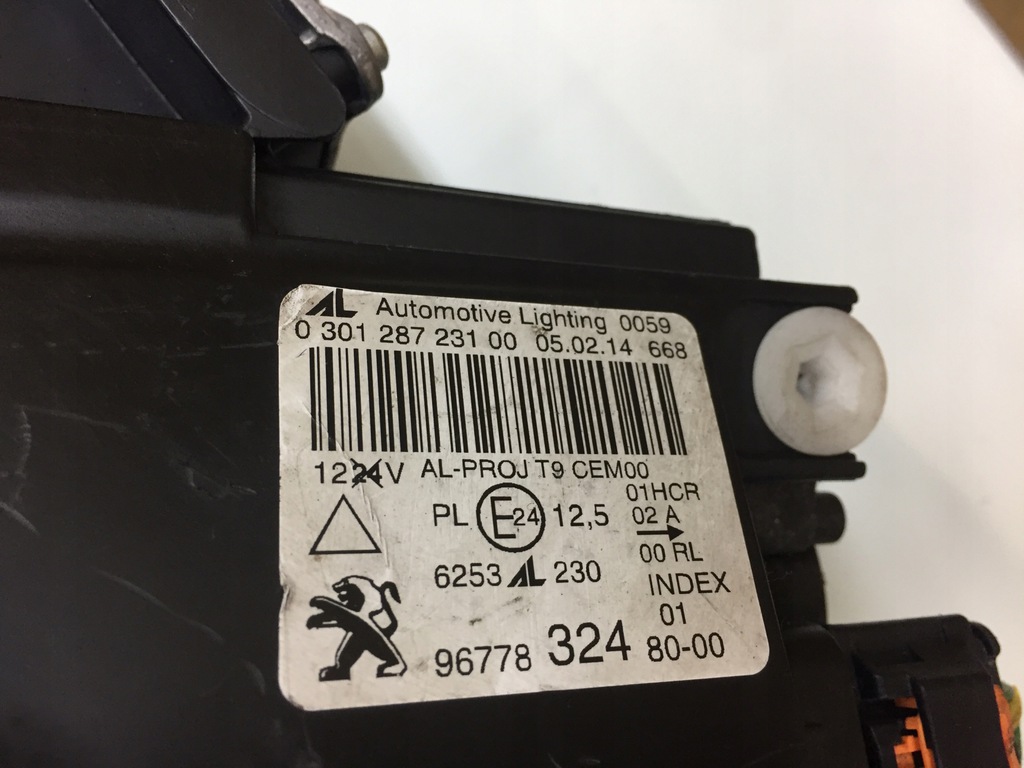 AL Automotive Lighting 0059
0 301 287 231 00 05.02.14 668
1224V AL-PROJ T9 CEM00
01HCR
PL E24 12,5 02 A
00 RL
6253 AL 230
INDEX
01
96778 324 80-00